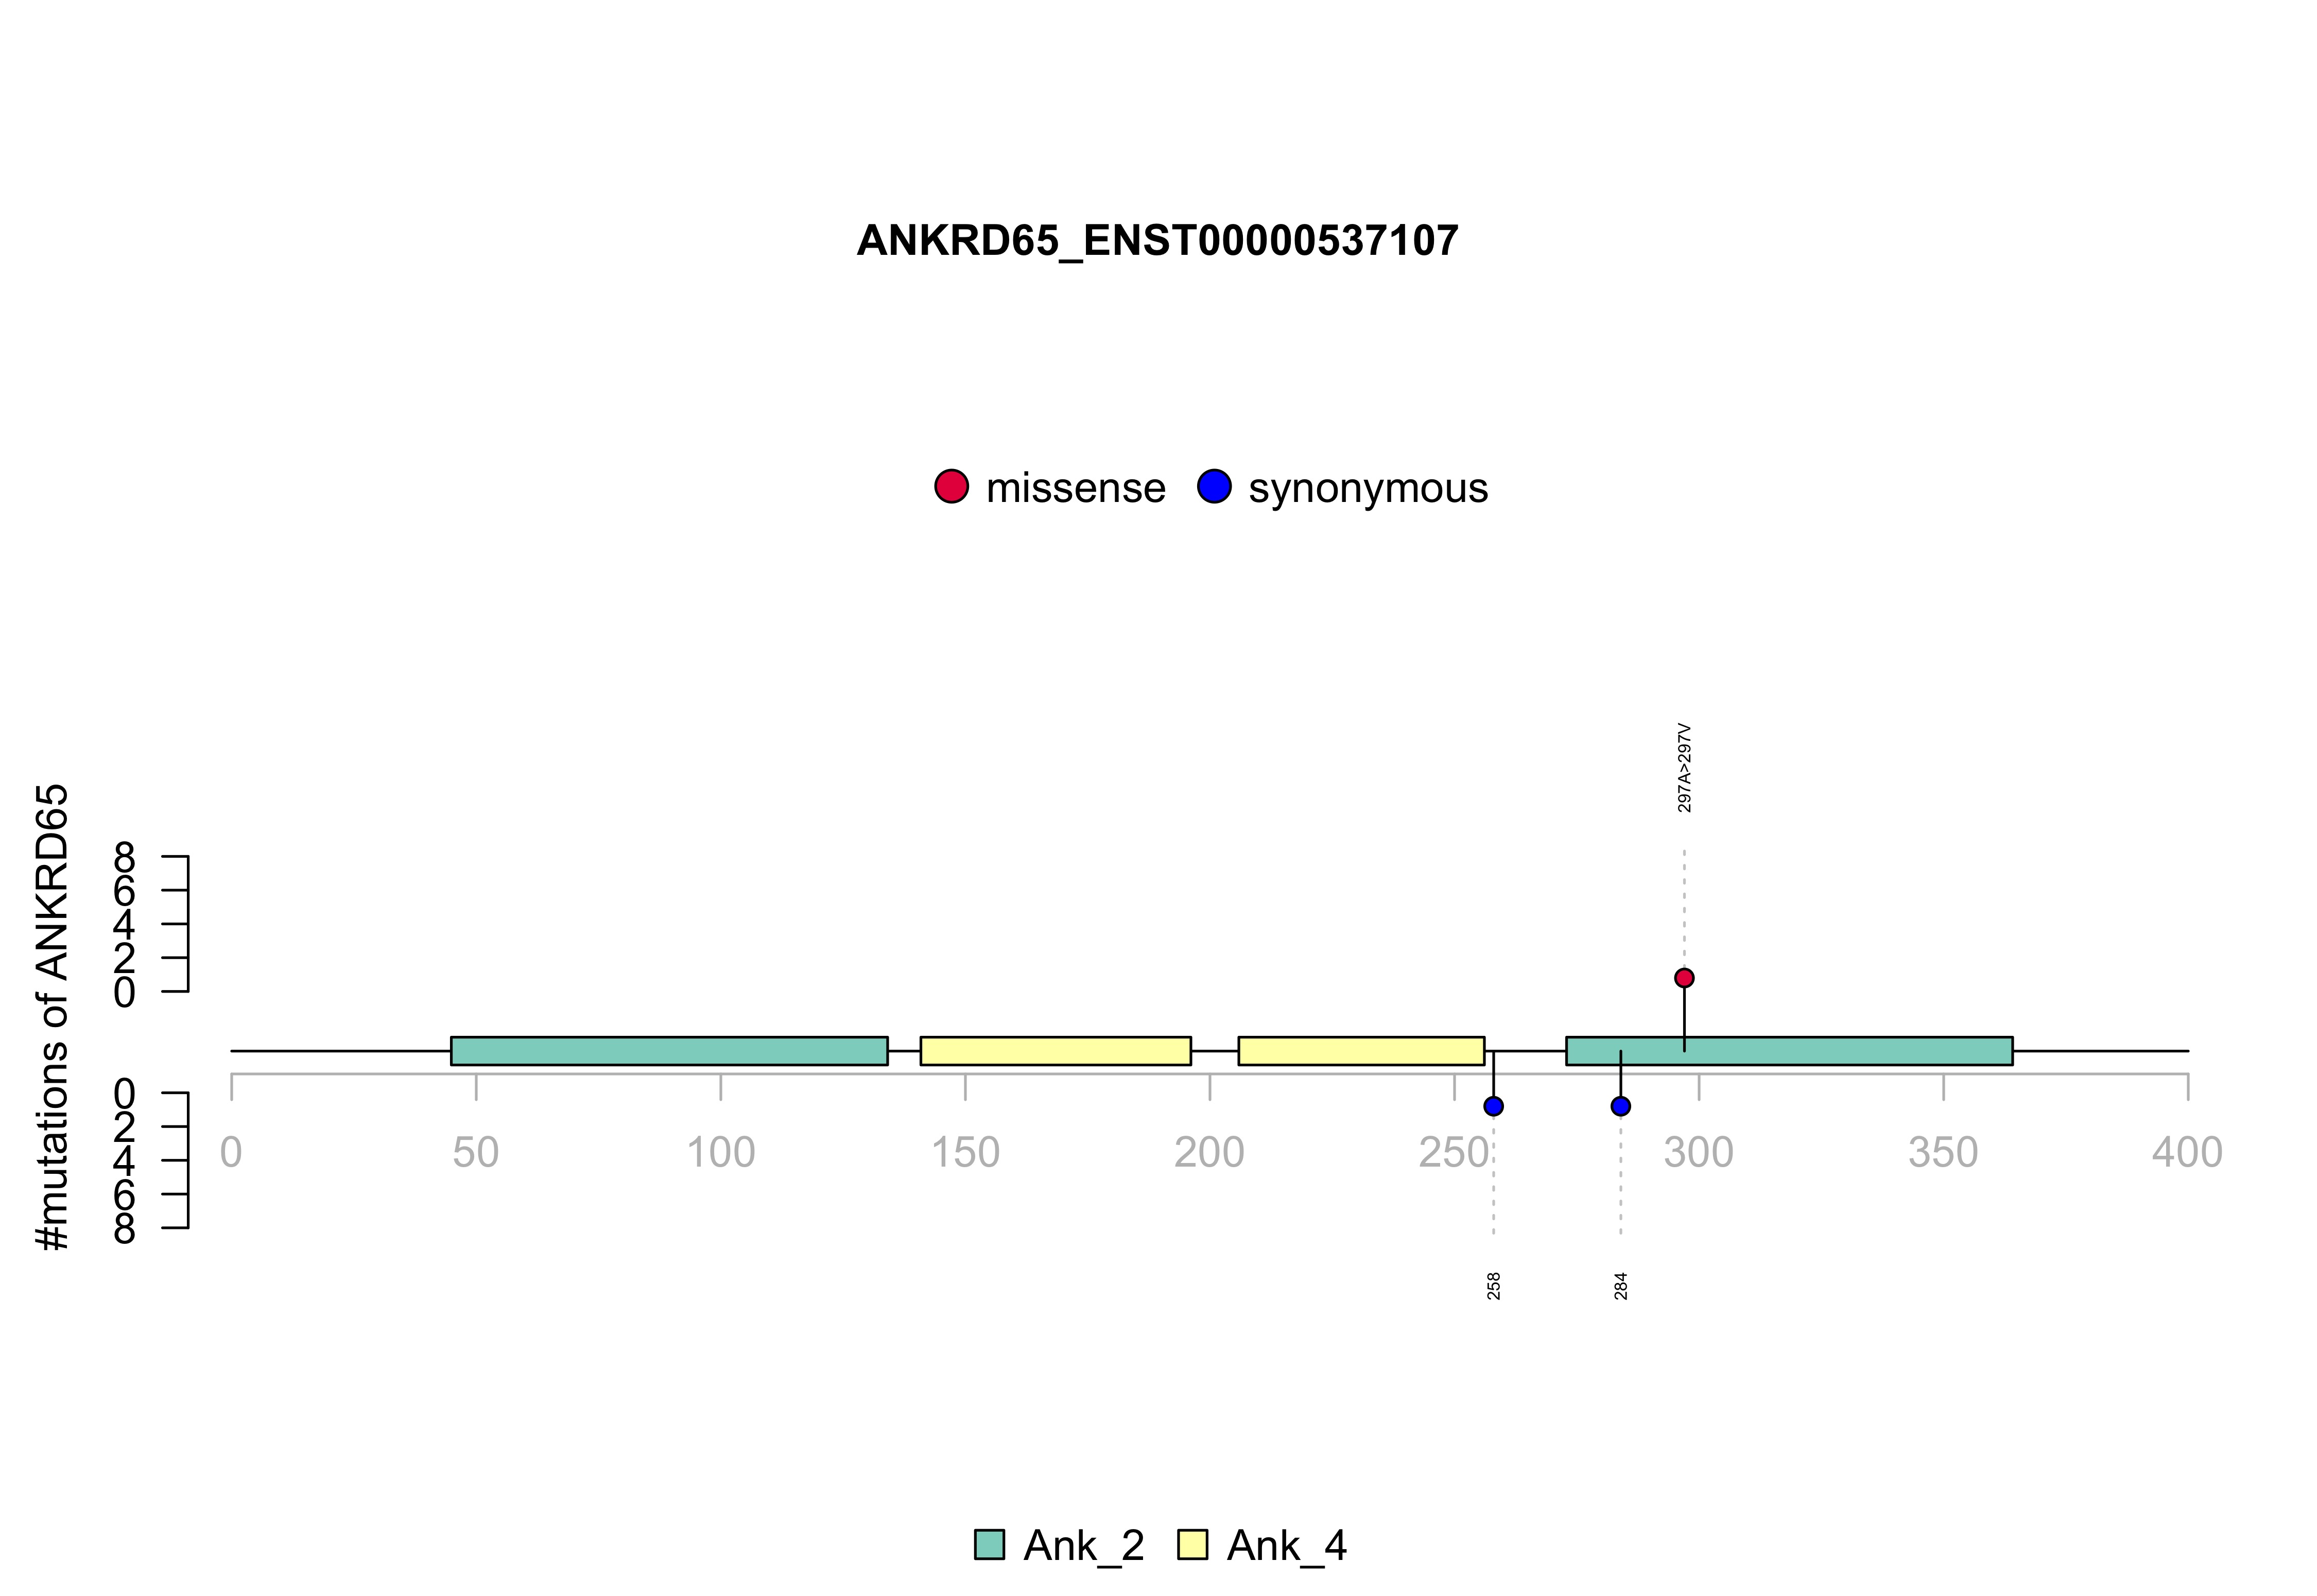 ANKRD65_ENST00000537107
missense synonymous
297A>297V
#mutations of ANKRD65
8
6
4
2
0
0
2
4
6
8
0 50 100 150 200 250 300 350 400
258 284
Ank_2 Ank_4